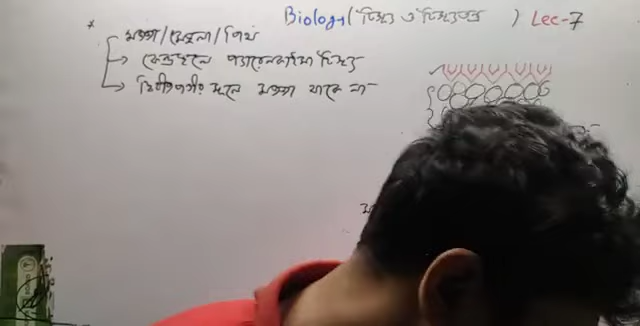 Biology (টিস্যু ও টিস্যুতন্ত্র ) Lec-7
* মজ্জা/মেডুলা/পিথ
→ কেন্দ্রস্থলে প্যারেনকাইমা টিস্যু
→ দ্বিবীজপত্রী মূলে মজ্জা থাকে না